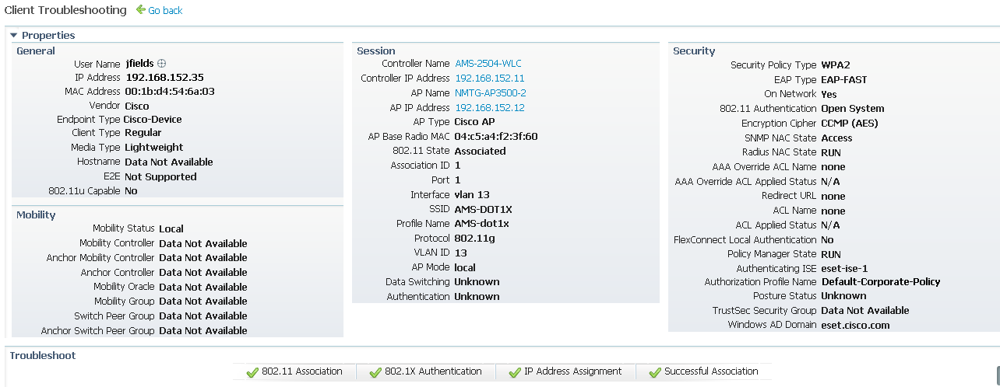 Client Troubleshooting Go back
Properties
General
User Name jfields
IP Address 192.168.152.35
MAC Address 00:1b:d4:54:6a:03
Vendor Cisco
Endpoint Type Cisco-Device
Client Type Regular
Media Type Lightweight
Hostname Data Not Available
E2E Not Supported
802.11u Capable No
Mobility
Mobility Status Local
Mobility Controller Data Not Available
Anchor Mobility Controller Data Not Available
Anchor Controller Data Not Available
Mobility Oracle Data Not Available
Mobility Group Data Not Available
Switch Peer Group Data Not Available
Anchor Switch Peer Group Data Not Available
Session
Controller Name AMS-2504-WLC
Controller IP Address 192.168.152.11
AP Name NMTG-AP3500-2
AP IP Address 192.168.152.12
AP Type Cisco AP
AP Base Radio MAC 04:c5:a4:f2:3f:60
802.11 State Associated
Association ID 1
Port 1
Interface vlan 13
SSID AMS-DOT1X
Profile Name AMS-dot1x
Protocol 802.11g
VLAN ID 13
AP Mode local
Data Switching Unknown
Authentication Unknown
Security
Security Policy Type WPA2
EAP Type EAP-FAST
On Network Yes
802.11 Authentication Open System
Encryption Cipher CCMP (AES)
SNMP NAC State Access
Radius NAC State RUN
AAA Override ACL Name none
AAA Override ACL Applied Status N/A
Redirect URL none
ACL Name none
ACL Applied Status N/A
FlexConnect Local Authentication No
Policy Manager State RUN
Authenticating ISE eset-ise-1
Authorization Profile Name Default-Corporate-Policy
Posture Status Unknown
TrustSec Security Group Data Not Available
Windows AD Domain eset.cisco.com
Troubleshoot
802.11 Association 802.1X Authentication IP Address Assignment Successful Association